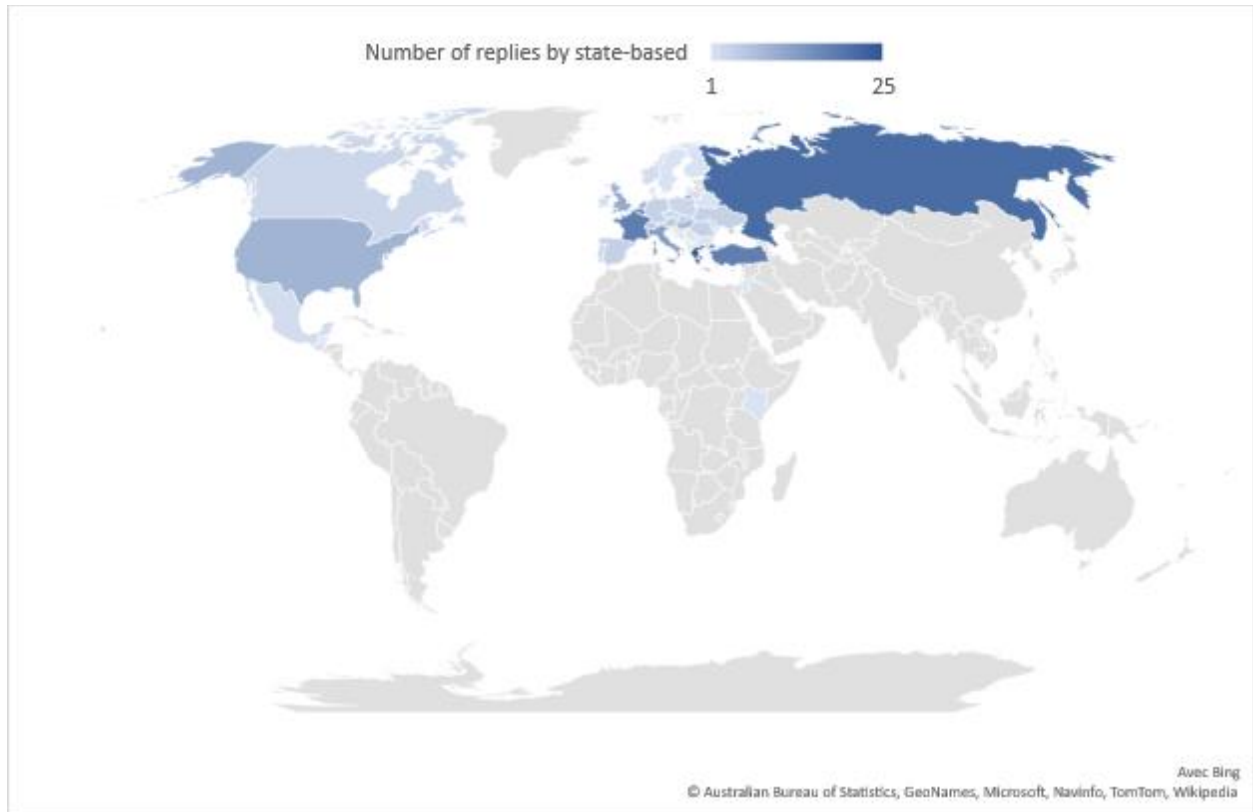 Number of replies by state-based
1 25
Avec Bing
© Australian Bureau of Statistics, GeoNames, Microsoft, Navinfo, TomTom, Wikipedia